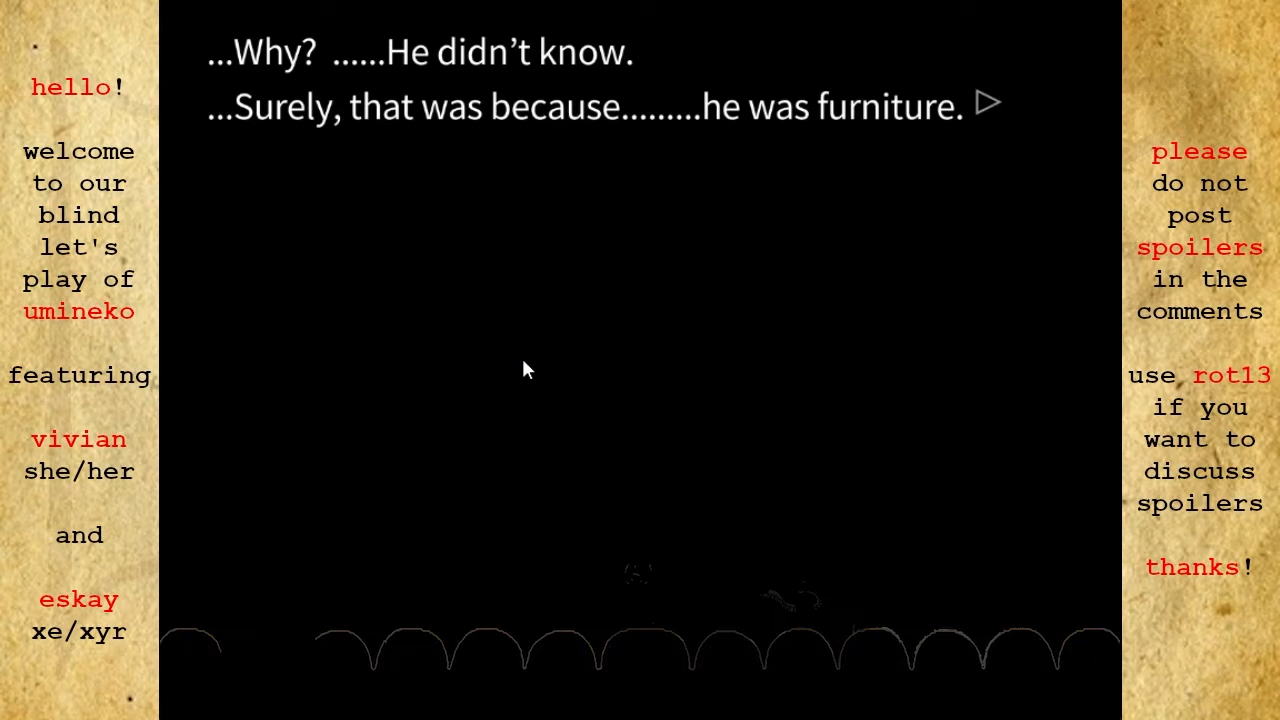 ...Why?  ......He didn’t know.
...Surely, that was because.........he was furniture.
hello!
welcome
to our
blind
let's
play of
umineko
featuring
vivian
she/her
and
eskay
xe/xyr
please
do not
post
spoilers
in the
comments
use rot13
if you
want to
discuss
spoilers
thanks!